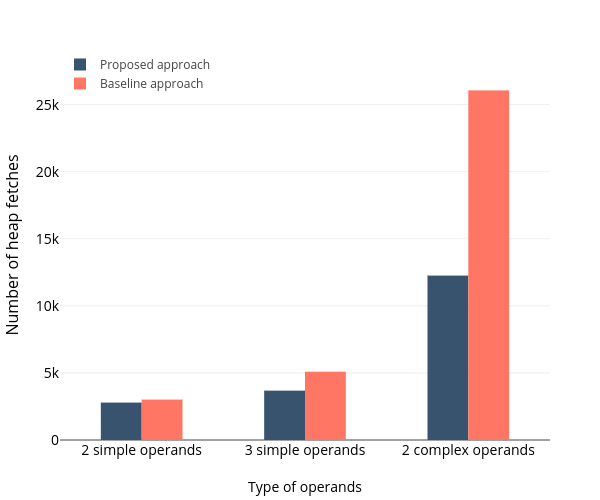 Proposed approach
Baseline approach
Number of heap fetches
25k
20k
15k
10k
5k
0
2 simple operands
3 simple operands
2 complex operands
Type of operands